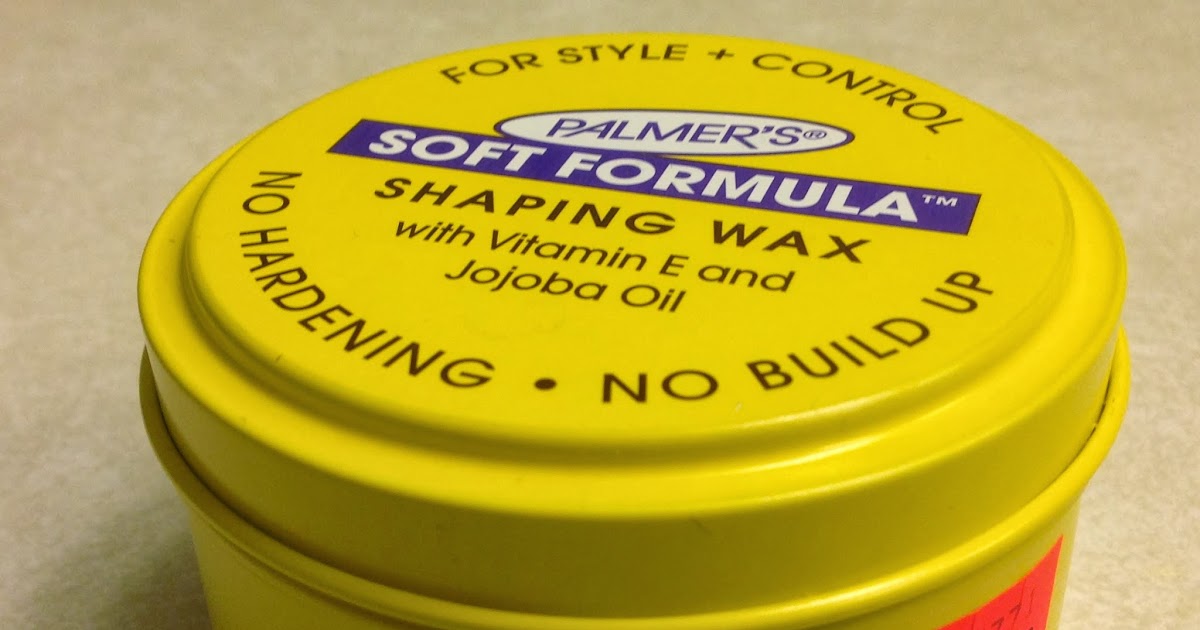 FOR STYLE + CONTROL
PALMER'S®
SOFT FORMULA™
SHAPING WAX
with Vitamin E and
Jojoba Oil
NO HARDENING • NO BUILD UP